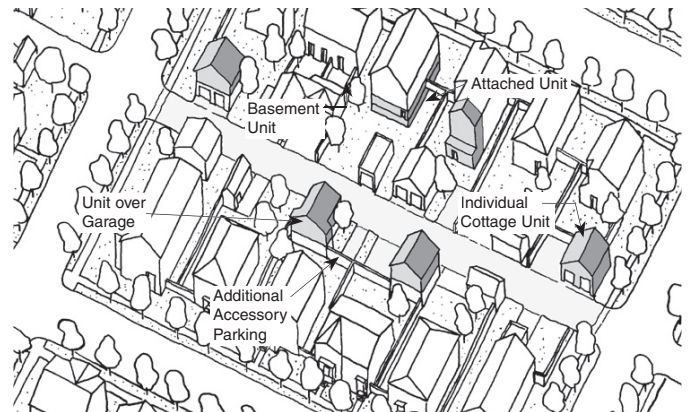 Attached Unit
Basement
Unit
Unit over
Garage
Individual
Cottage Unit
Additional
Accessory
Parking